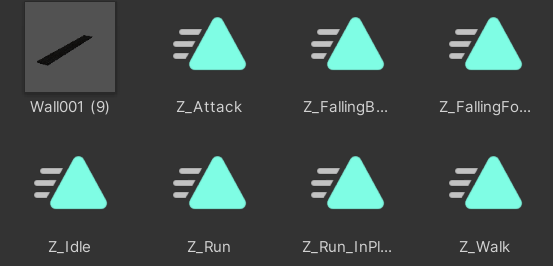 Wall001 (9)
Z_Attack
Z_FallingB...
Z_FallingFo...
Z_Idle
Z_Run
Z_Run_InPl...
Z_Walk